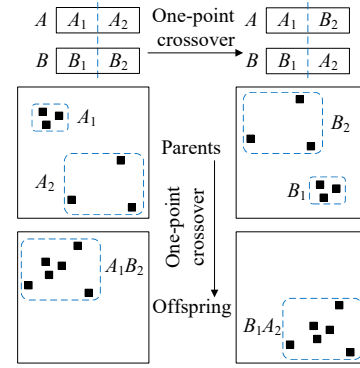 A A₁ A₂ One-point crossover A₁ B₂
B B₁ B₂ B₁ A₂
A₁
A₂
B₂
B₁
Parents
One-point crossover
Offspring
A₁B₂
B₁A₂